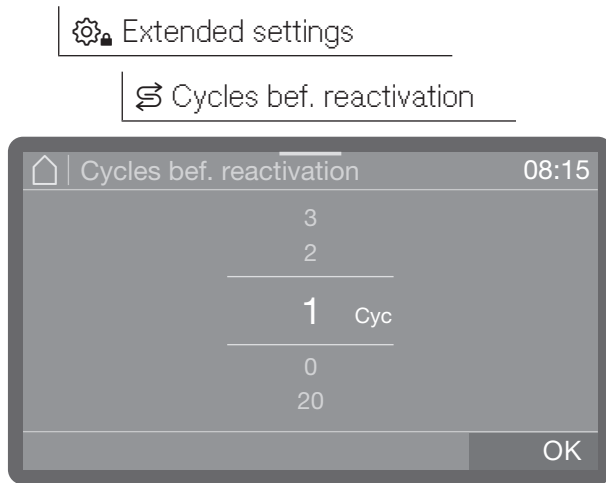 Extended settings
Cycles bef. reactivation
Cycles bef. reactivation 08:15
3
2
1 Cyc
0
20
OK